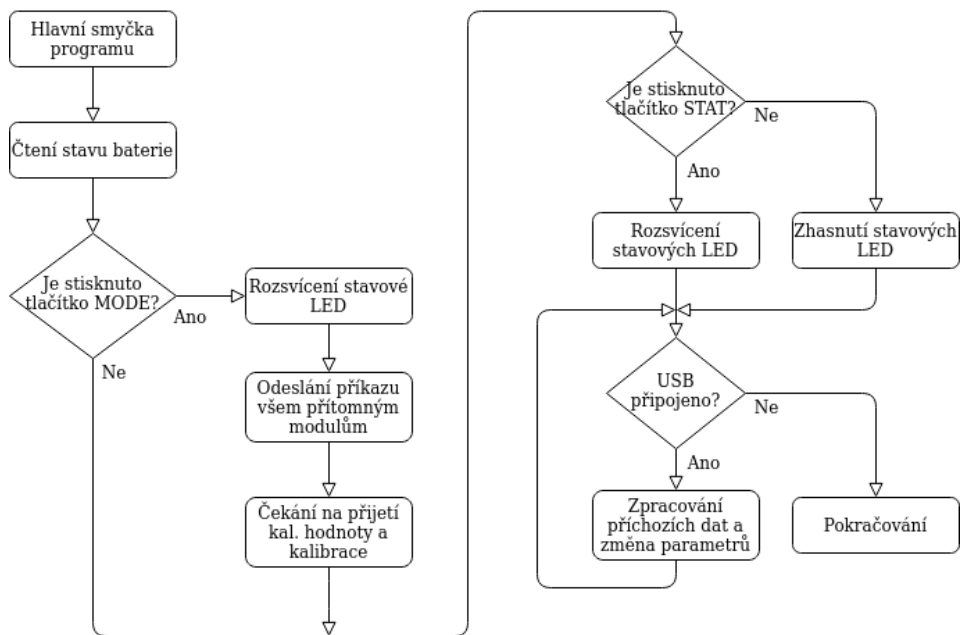 Hlavní smyčka
programu
Čtení stavu baterie
Je stisknuto
tlačítko MODE?
Ano
Ne
Rozsvícení stavové
LED
Odeslání příkazu
všem přítomným
modulům
Čekání na přijetí
kal. hodnoty a
kalibrace
Je stisknuto
tlačítko STAT?
Ne
Ano
Rozsvícení
stavových LED
Zhasnutí stavových
LED
USB
připojeno?
Ne
Ano
Zpracování
příchozích dat a
změna parametrů
Pokračování